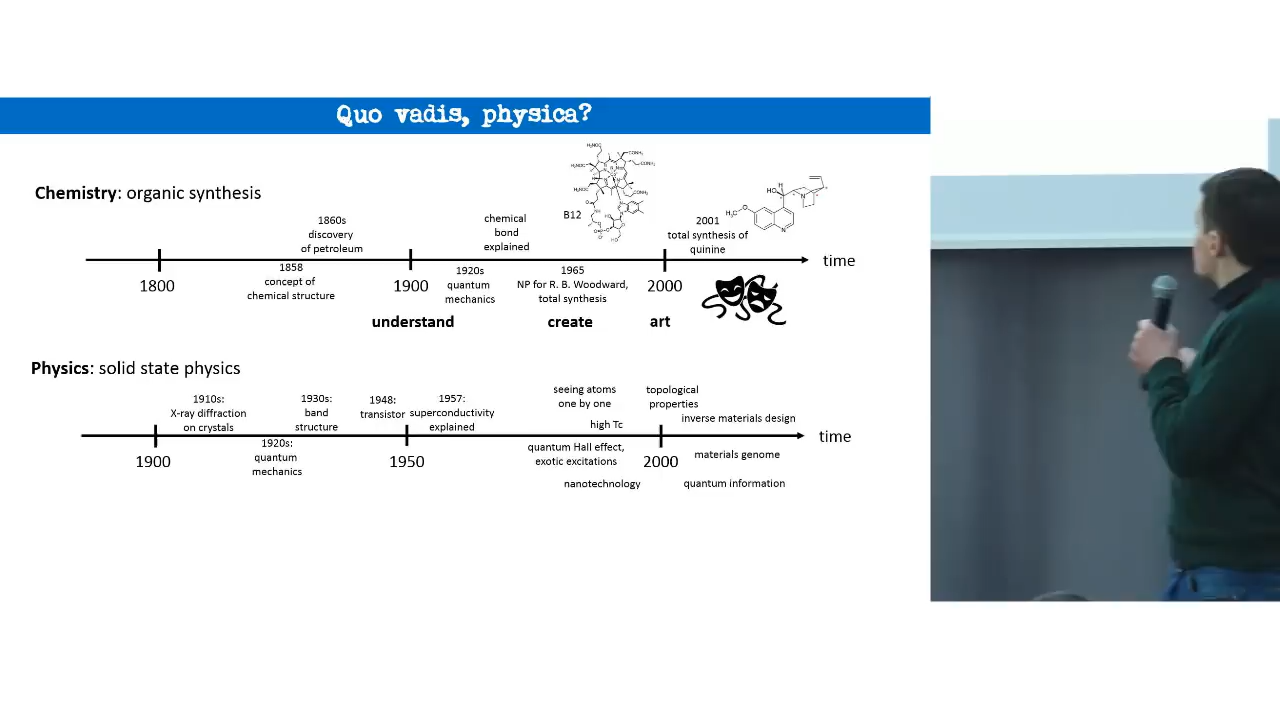 Quo vadis, physica?
Chemistry: organic synthesis
1860s
discovery
of petroleum
chemical
bond
explained
B12
2001
total synthesis of
quinine
time
1800
1858
concept of
chemical structure
1900
1920s
quantum
mechanics
1965
NP for R. B. Woodward,
total synthesis
2000
understand
create
art
Physics: solid state physics
1910s:
X-ray diffraction
on crystals
1930s:
band
structure
1948:
transistor
1957:
superconductivity
explained
seeing atoms
one by one
high Tc
topological
properties
inverse materials design
time
1900
1920s:
quantum
mechanics
1950
quantum Hall effect,
exotic excitations
nanotechnology
2000
materials genome
quantum information